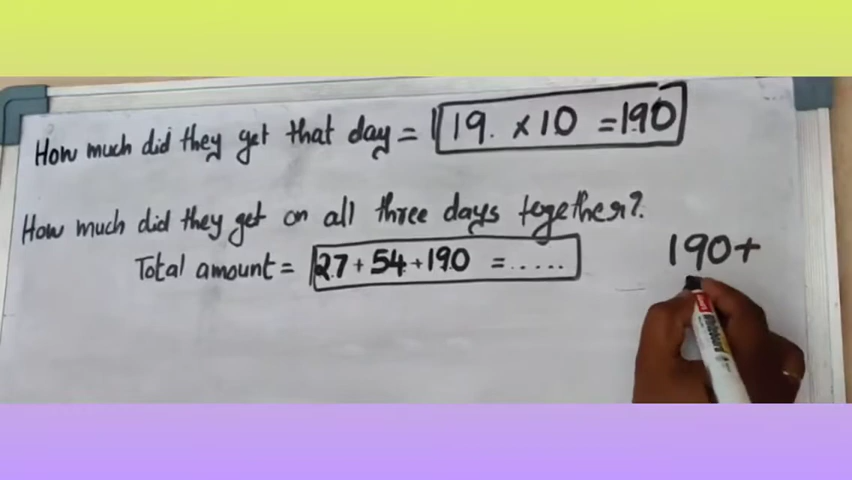 How much did they get that day = 19. × 10 = 190
How much did they get on all three days together?
Total amount = 27 + 54 + 190 = .....
190+